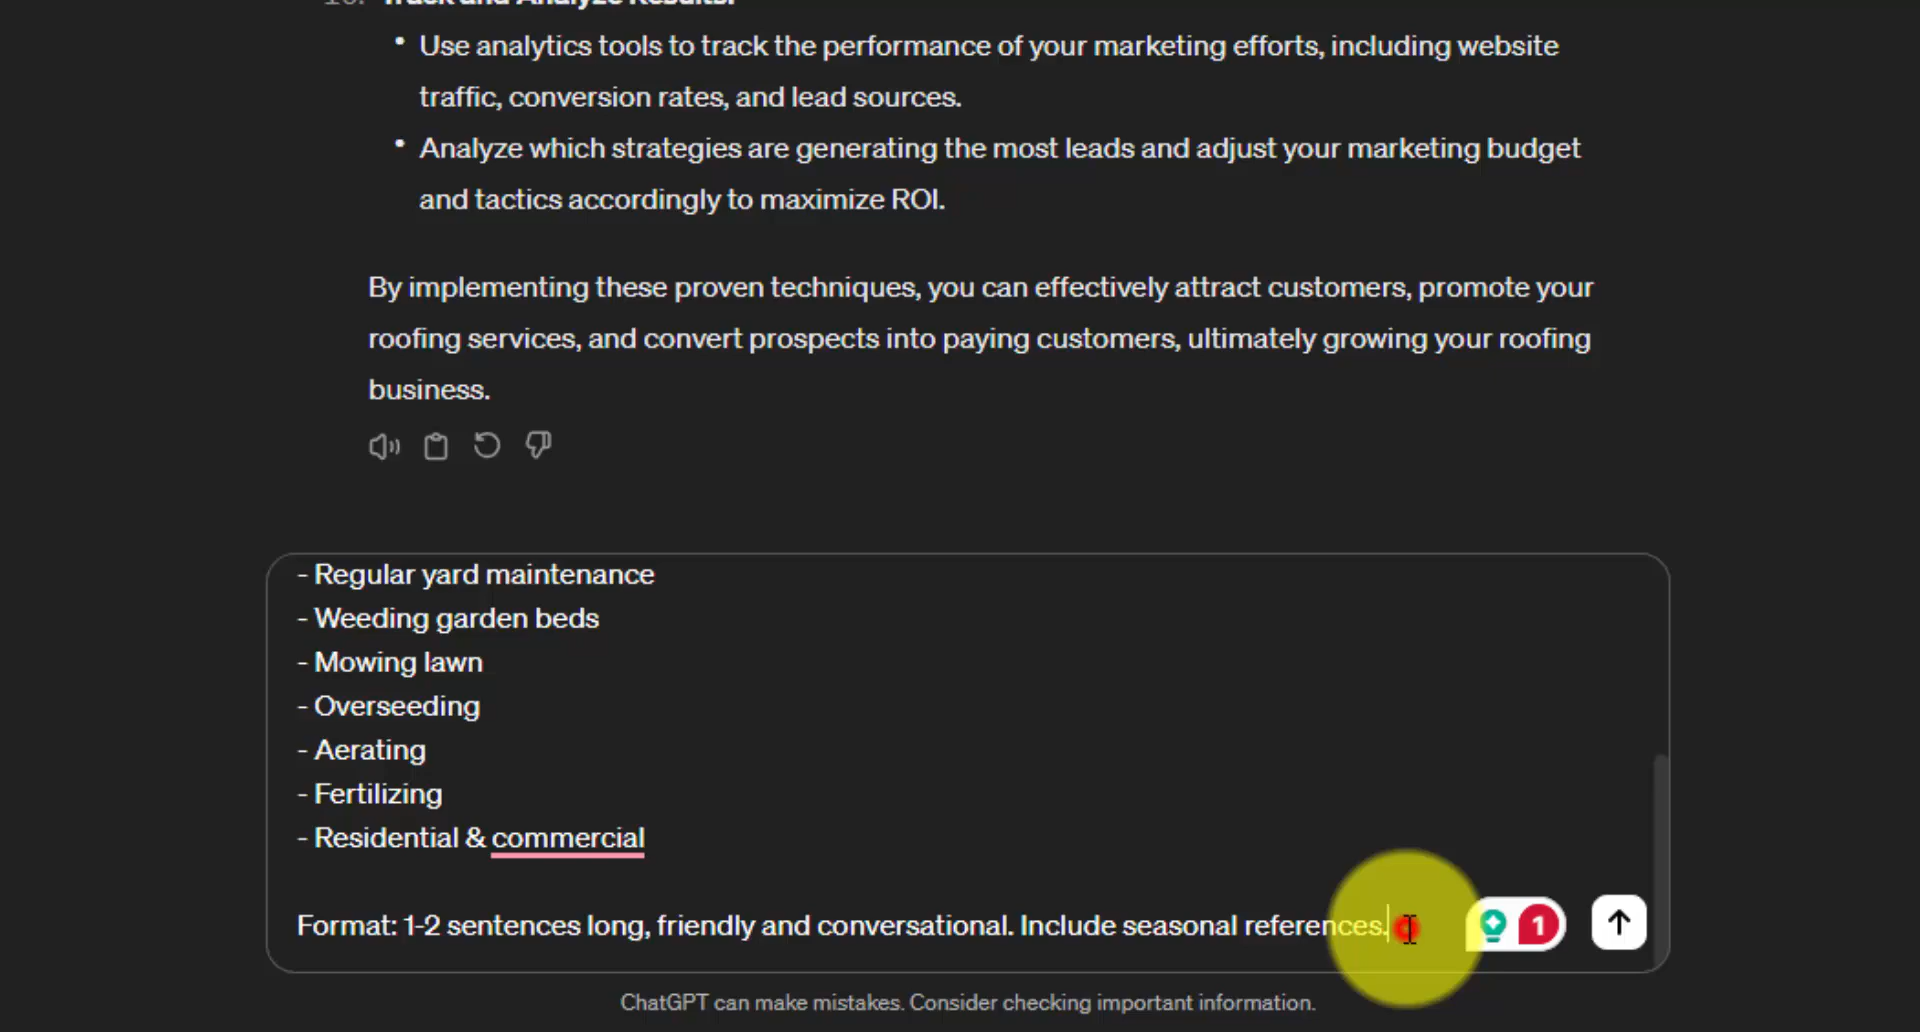 10. Track and Analyze Results:
• Use analytics tools to track the performance of your marketing efforts, including website
traffic, conversion rates, and lead sources.
• Analyze which strategies are generating the most leads and adjust your marketing budget
and tactics accordingly to maximize ROI.
By implementing these proven techniques, you can effectively attract customers, promote your
roofing services, and convert prospects into paying customers, ultimately growing your roofing
business.
- Regular yard maintenance
- Weeding garden beds
- Mowing lawn
- Overseeding
- Aerating
- Fertilizing
- Residential & commercial
Format: 1-2 sentences long, friendly and conversational. Include seasonal references.
1
ChatGPT can make mistakes. Consider checking important information.